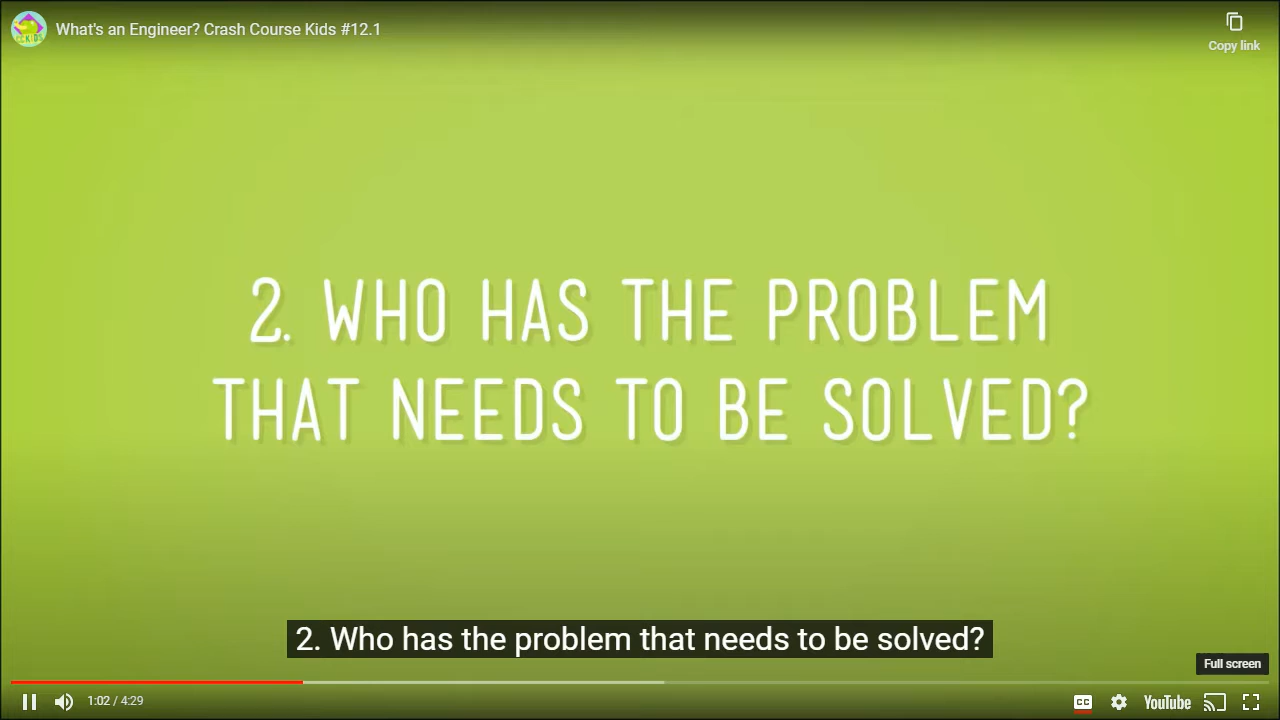 What's an Engineer? Crash Course Kids #12.1
Copy link
2. WHO HAS THE PROBLEM
THAT NEEDS TO BE SOLVED?
2. Who has the problem that needs to be solved?
Full screen
1:02 / 4:29
CC
YouTube